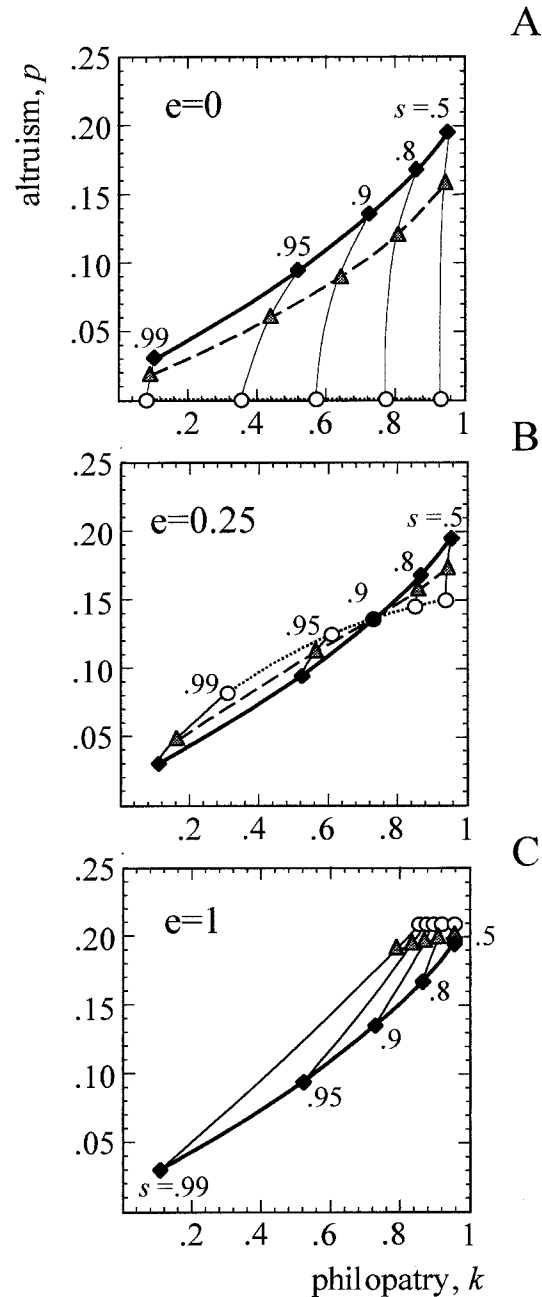 A
altruism, p
.25
e=0
s=.5
.20
.8
.15
.9
.95
.10
.99
.05
.2 .4 .6 .8 1
B
.25
e=0.25
s=.5
.20
.8
.15
.9
.95
.10
.99
.05
.2 .4 .6 .8 1
C
.25
e=1
.20
.5
.15
.8
.9
.10
.95
.05
s=.99
.2 .4 .6 .8 1
philopatry, k